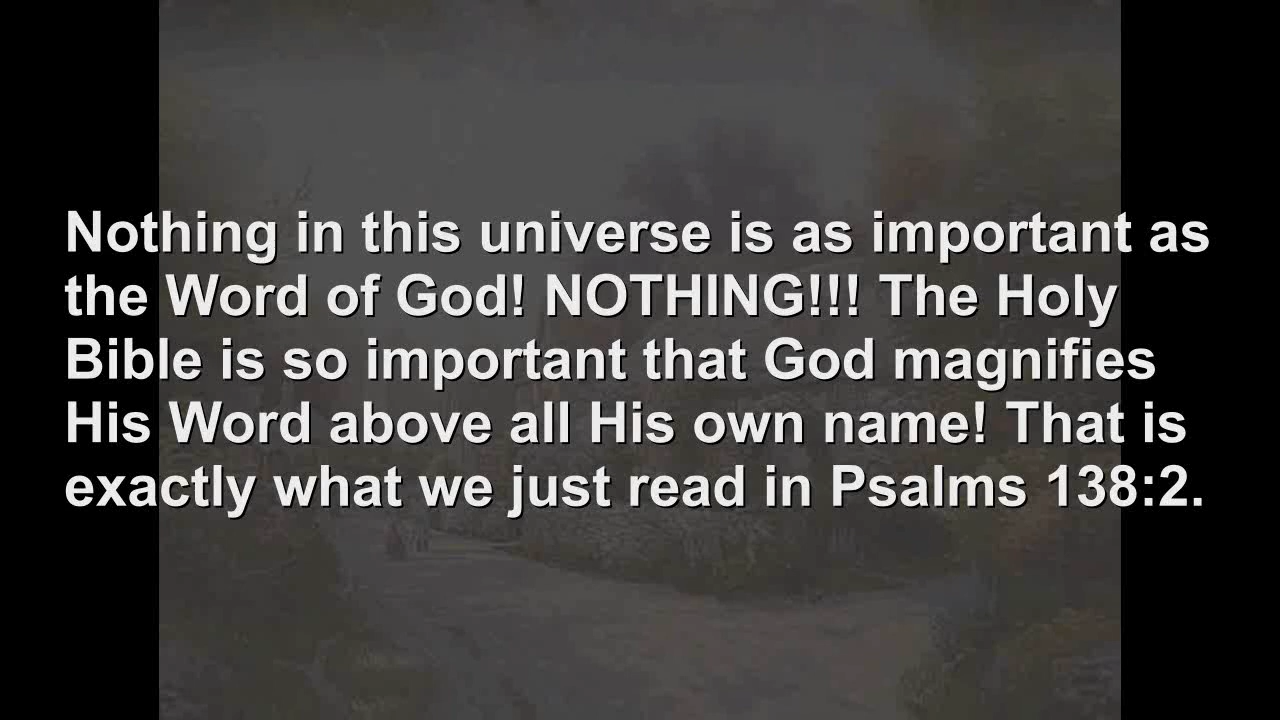 Nothing in this universe is as important as
the Word of God! NOTHING!!! The Holy
Bible is so important that God magnifies
His Word above all His own name! That is
exactly what we just read in Psalms 138:2.